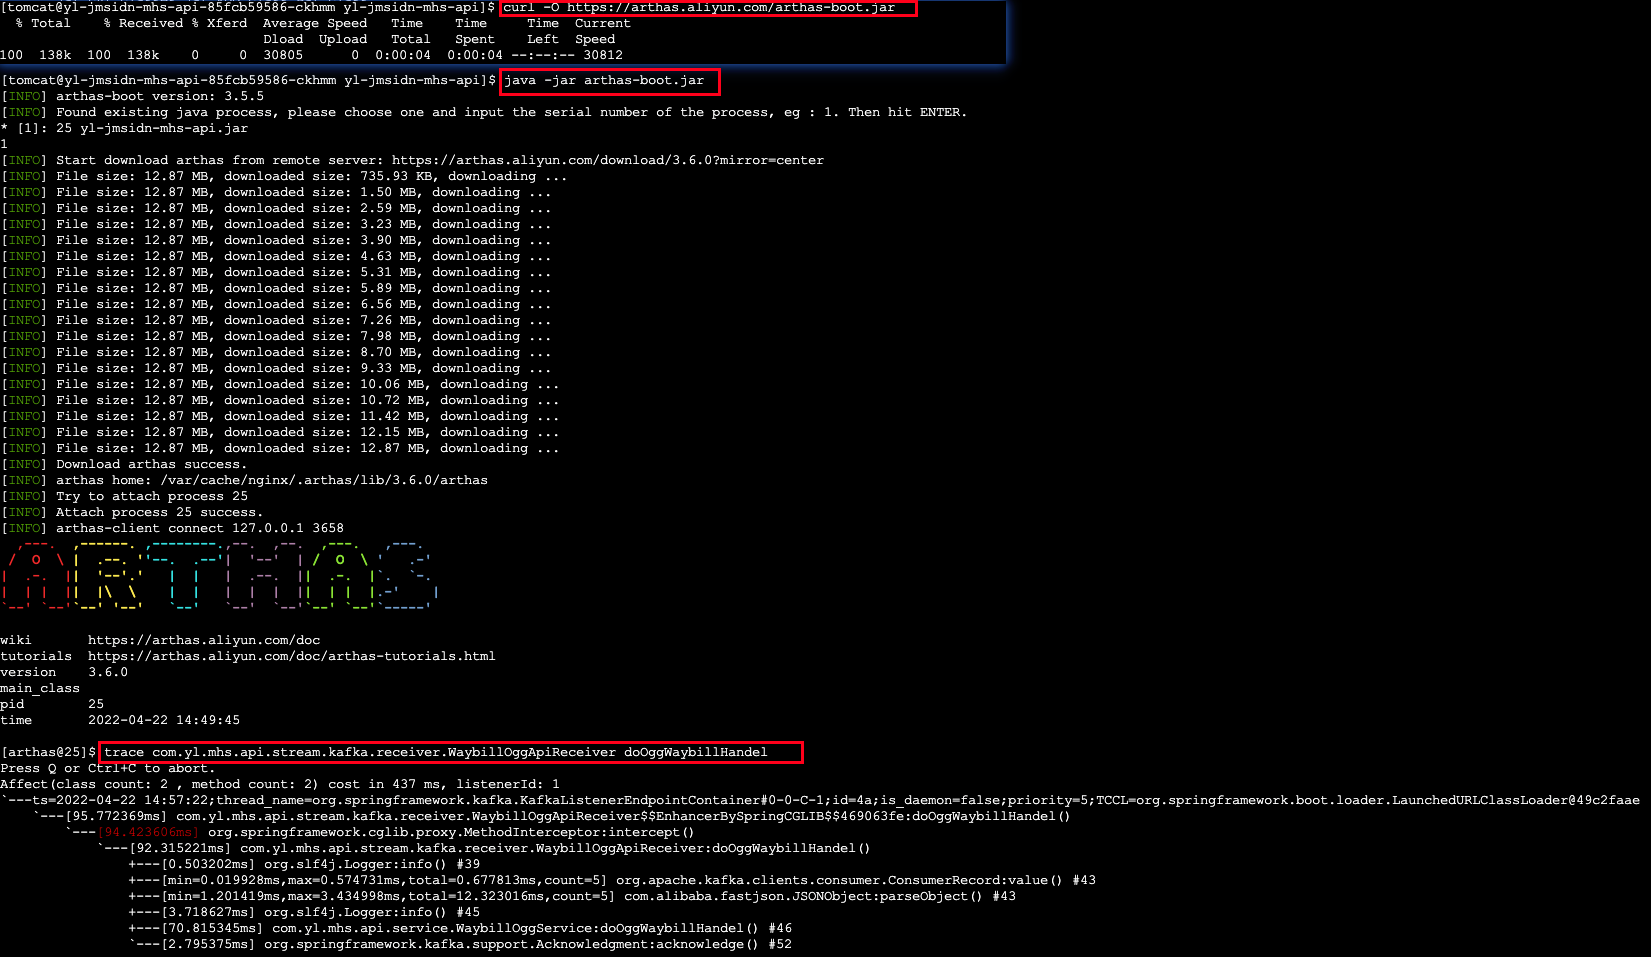 [tomcat@yl-jmsidn-mhs-api-85fcb59586-ckhmm yl-jmsidn-mhs-api]$ curl -O https://arthas.aliyun.com/arthas-boot.jar
  % Total    % Received % Xferd  Average Speed   Time    Time     Time  Current
                                 Dload  Upload   Total   Spent    Left  Speed
100  138k  100  138k    0     0  30805      0  0:00:04  0:00:04 --:--:-- 30812
[tomcat@yl-jmsidn-mhs-api-85fcb59586-ckhmm yl-jmsidn-mhs-api]$ java -jar arthas-boot.jar
[INFO] arthas-boot version: 3.5.5
[INFO] Found existing java process, please choose one and input the serial number of the process, eg : 1. Then hit ENTER.
* [1]: 25 yl-jmsidn-mhs-api.jar
1
[INFO] Start download arthas from remote server: https://arthas.aliyun.com/download/3.6.0?mirror=center
[INFO] File size: 12.87 MB, downloaded size: 735.93 KB, downloading ...
[INFO] File size: 12.87 MB, downloaded size: 1.50 MB, downloading ...
[INFO] File size: 12.87 MB, downloaded size: 2.59 MB, downloading ...
[INFO] File size: 12.87 MB, downloaded size: 3.23 MB, downloading ...
[INFO] File size: 12.87 MB, downloaded size: 3.90 MB, downloading ...
[INFO] File size: 12.87 MB, downloaded size: 4.63 MB, downloading ...
[INFO] File size: 12.87 MB, downloaded size: 5.31 MB, downloading ...
[INFO] File size: 12.87 MB, downloaded size: 5.89 MB, downloading ...
[INFO] File size: 12.87 MB, downloaded size: 6.56 MB, downloading ...
[INFO] File size: 12.87 MB, downloaded size: 7.26 MB, downloading ...
[INFO] File size: 12.87 MB, downloaded size: 7.98 MB, downloading ...
[INFO] File size: 12.87 MB, downloaded size: 8.70 MB, downloading ...
[INFO] File size: 12.87 MB, downloaded size: 9.33 MB, downloading ...
[INFO] File size: 12.87 MB, downloaded size: 10.06 MB, downloading ...
[INFO] File size: 12.87 MB, downloaded size: 10.72 MB, downloading ...
[INFO] File size: 12.87 MB, downloaded size: 11.42 MB, downloading ...
[INFO] File size: 12.87 MB, downloaded size: 12.15 MB, downloading ...
[INFO] File size: 12.87 MB, downloaded size: 12.87 MB, downloading ...
[INFO] Download arthas success.
[INFO] arthas home: /var/cache/nginx/.arthas/lib/3.6.0/arthas
[INFO] Try to attach process 25
[INFO] Attach process 25 success.
[INFO] arthas-client connect 127.0.0.1 3658
ARTHAS
wiki       https://arthas.aliyun.com/doc
tutorials  https://arthas.aliyun.com/doc/arthas-tutorials.html
version    3.6.0
main_class
pid        25
time       2022-04-22 14:49:45
[arthas@25]$ trace com.yl.mhs.api.stream.kafka.receiver.WaybillOggApiReceiver doOggWaybillHandel
Press Q or Ctrl+C to abort.
Affect(class count: 2 , method count: 2) cost in 437 ms, listenerId: 1
`---ts=2022-04-22 14:57:22;thread_name=org.springframework.kafka.KafkaListenerEndpointContainer#0-0-C-1;id=4a;is_daemon=false;priority=5;TCCL=org.springframework.boot.loader.LaunchedURLClassLoader@49c2faae
    `---[95.772369ms] com.yl.mhs.api.stream.kafka.receiver.WaybillOggApiReceiver$$EnhancerBySpringCGLIB$$469063fe:doOggWaybillHandel()
        `---[94.423606ms] org.springframework.cglib.proxy.MethodInterceptor:intercept()
            `---[92.315221ms] com.yl.mhs.api.stream.kafka.receiver.WaybillOggApiReceiver:doOggWaybillHandel()
                +---[0.503202ms] org.slf4j.Logger:info() #39
                +---[min=0.019928ms,max=0.574731ms,total=0.677813ms,count=5] org.apache.kafka.clients.consumer.ConsumerRecord:value() #43
                +---[min=1.201419ms,max=3.434998ms,total=12.323016ms,count=5] com.alibaba.fastjson.JSONObject:parseObject() #43
                +---[3.718627ms] org.slf4j.Logger:info() #45
                +---[70.815345ms] com.yl.mhs.api.service.WaybillOggService:doOggWaybillHandel() #46
                `---[2.795375ms] org.springframework.kafka.support.Acknowledgment:acknowledge() #52